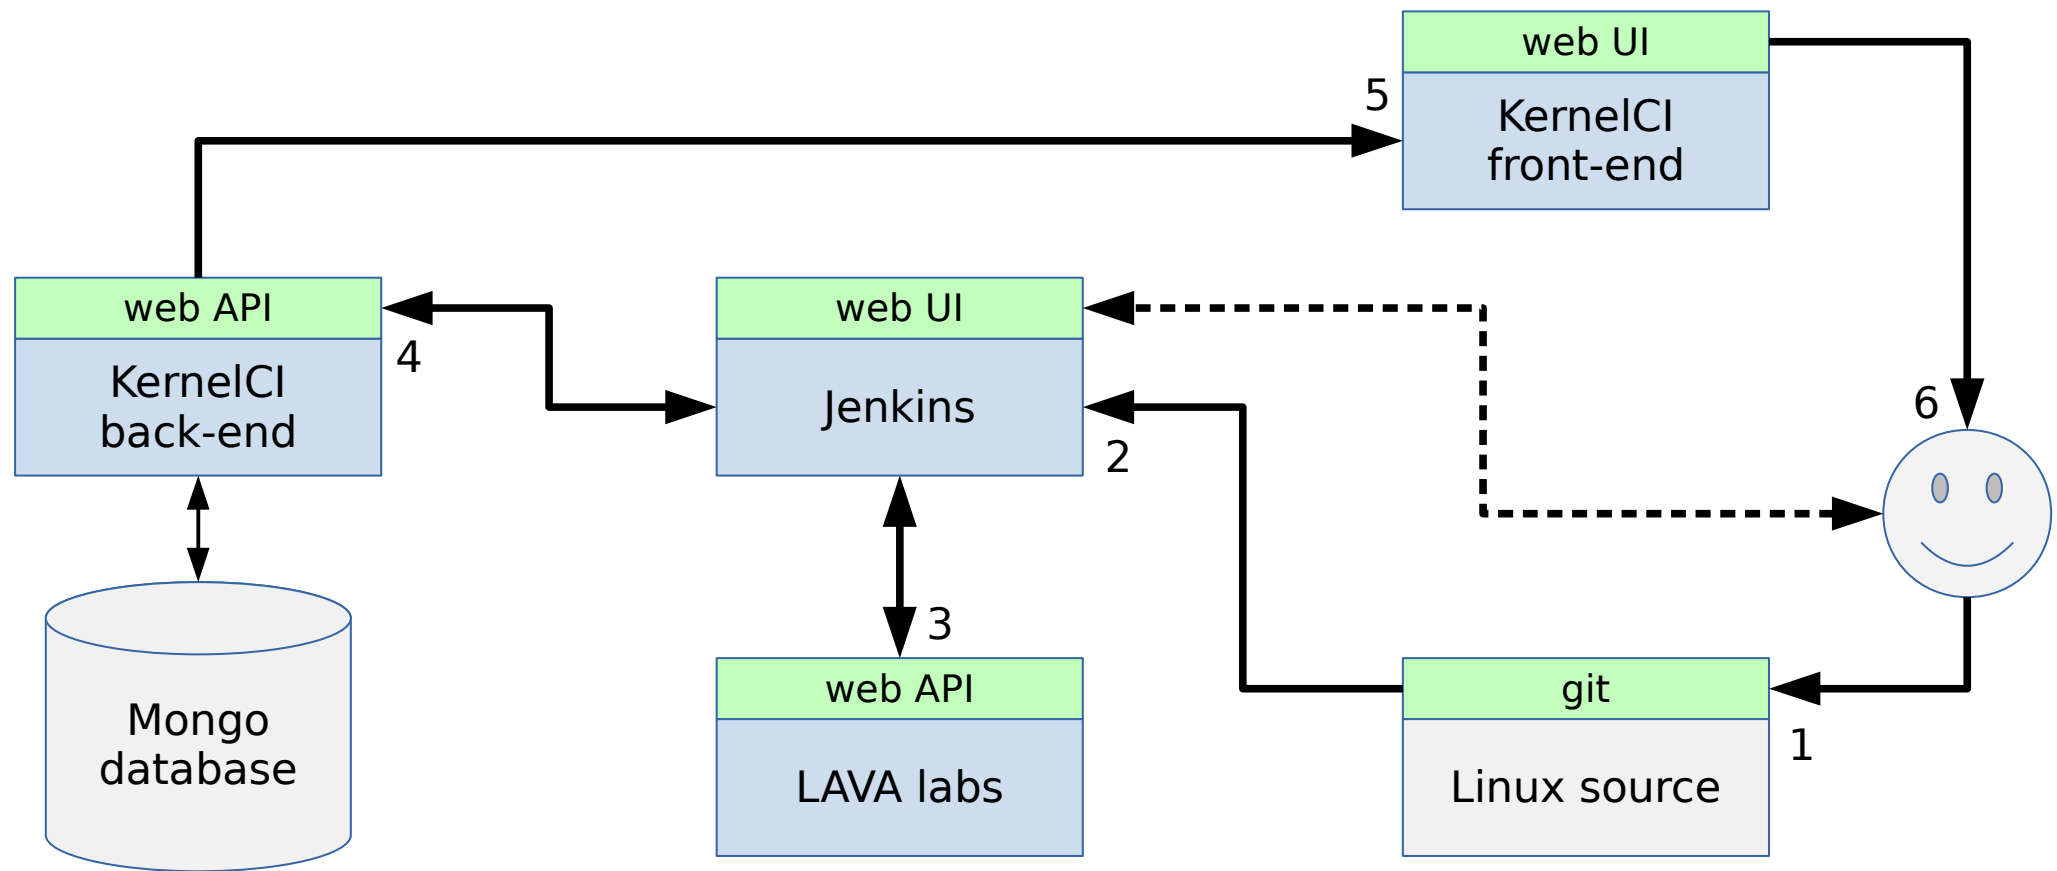 web UI
5
KernelCI
front-end
web API
KernelCI
back-end
4
web UI
Jenkins
2
6
Mongo
database
3
web API
LAVA labs
git
Linux source
1